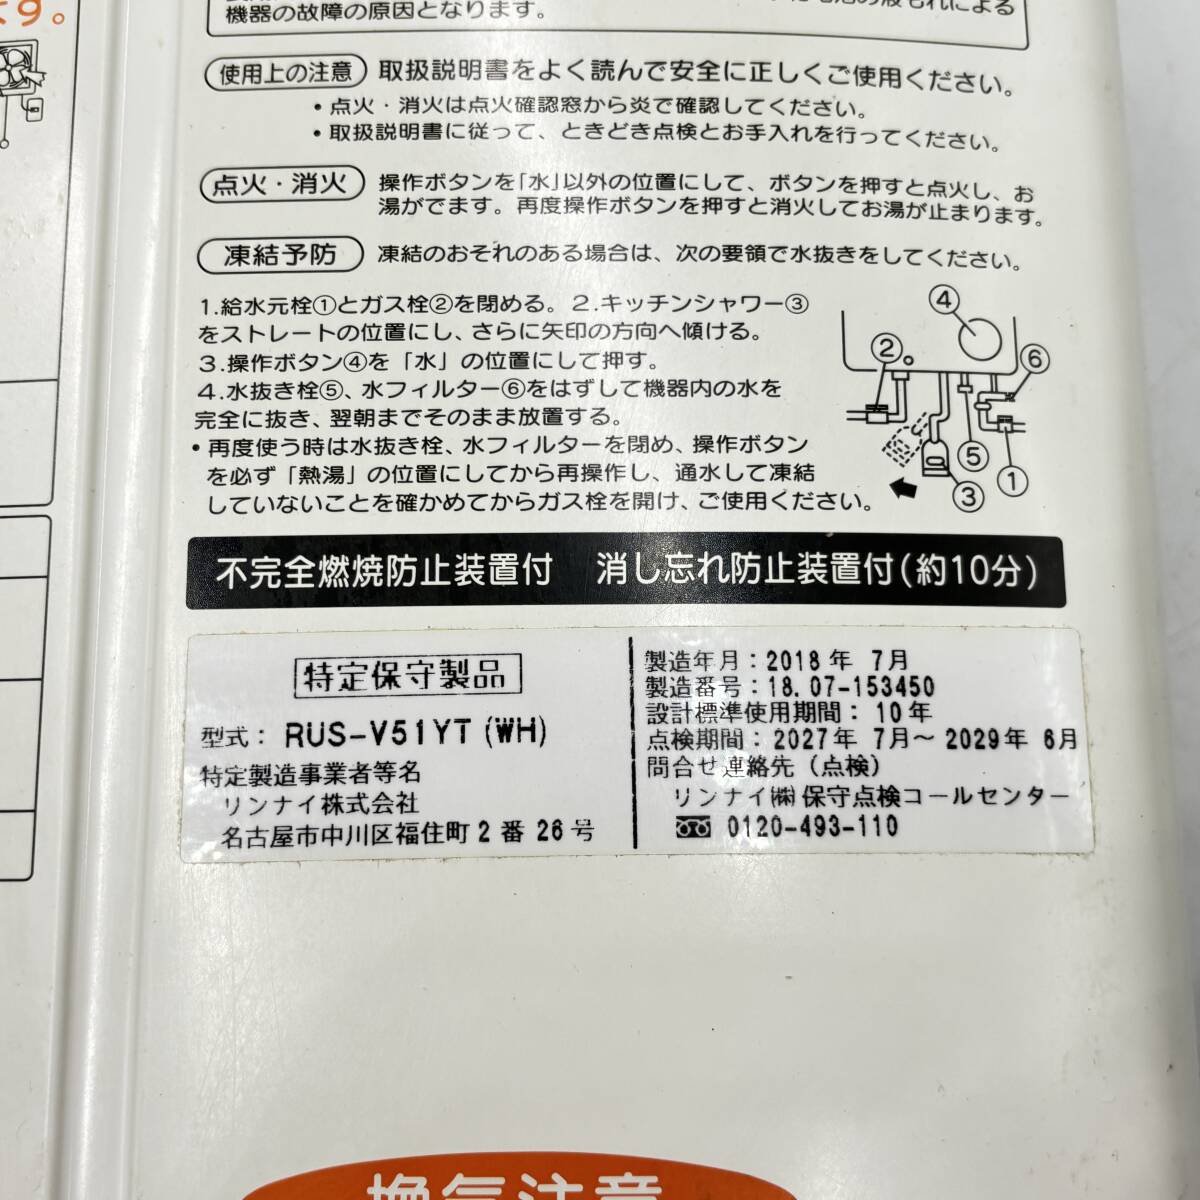 ます。
機器の故障の原因となります。
使用上の注意 取扱説明書をよく読んで安全に正しくご使用ください。
・点火・消火は点火確認窓から炎で確認してください。
・取扱説明書に従って、ときどき点検とお手入れを行ってください。
点火・消火 操作ボタンを「水」以外の位置にして、ボタンを押すと点火し、お
湯がでます。再度操作ボタンを押すと消火してお湯が止まります。
凍結予防 凍結のおそれのある場合は、次の要領で水抜きをしてください。
1.給水元栓①とガス栓②を閉める。2.キッチンシャワー③
をストレートの位置にし、さらに矢印の方向へ傾ける。
3.操作ボタン④を「水」の位置にして押す。
4.水抜き栓⑤、水フィルター⑥をはずして機器内の水を
完全に抜き、翌朝までそのまま放置する。
・再度使う時は水抜き栓、水フィルターを閉め、操作ボタン
を必ず「熱湯」の位置にしてから再操作し、通水して凍結
していないことを確かめてからガス栓を開け、ご使用ください。
④
②
⑥
⑤
③
①
不完全燃焼防止装置付 消し忘れ防止装置付(約10分)
特定保守製品
型式: RUS-V51YT(WH)
特定製造事業者等名
リンナイ株式会社
名古屋市中川区福住町2番26号
製造年月:2018年 7月
製造番号:18.07-153450
設計標準使用期間: 10年
点検期間: 2027年 7月～ 2029年 6月
問合せ連絡先(点検)
リンナイ㈱保守点検コールセンター
0120-493-110
換気注意